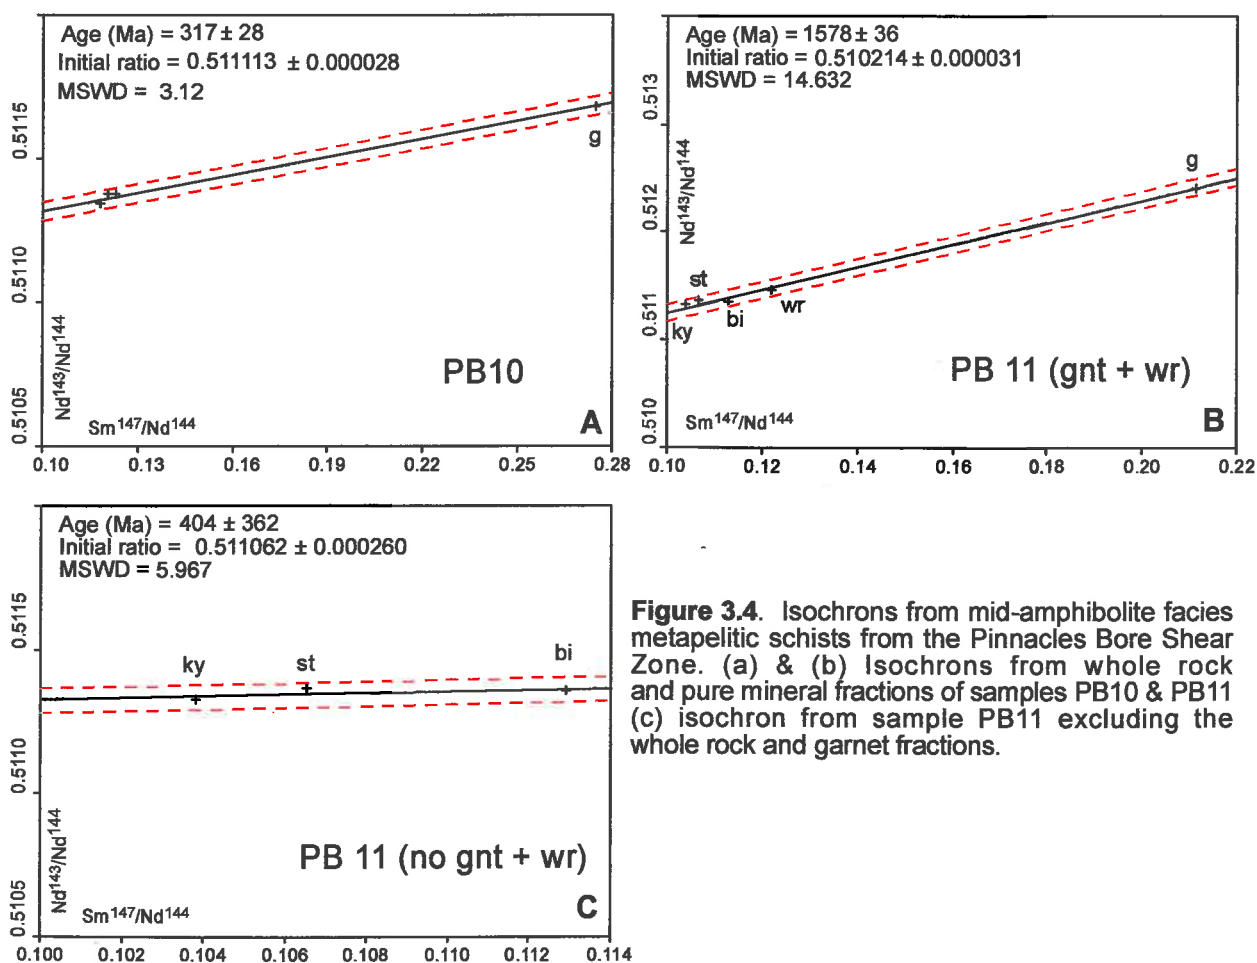 Age (Ma) = 317± 28
Initial ratio = 0.511113 ± 0.000028
MSWD = 3.12
0.5115
0.5110
0.5105
Nd143/Nd144
g
PB10
Sm147/Nd144
A
0.10 0.13 0.16 0.19 0.22 0.25 0.28
Age (Ma) = 1578± 36
Initial ratio = 0.510214± 0.000031
MSWD = 14.632
0.513
0.512
0.511
0.510
Nd143/Nd144
g
st
ky
bi
wr
PB 11 (gnt + wr)
Sm147/Nd144
B
0.10 0.12 0.14 0.16 0.18 0.20 0.22
Age (Ma) = 404 ± 362
Initial ratio = 0.511062 ± 0.000260
MSWD = 5.967
0.5115
0.5110
0.5105
Nd143/Nd144
ky
st
bi
PB 11 (no gnt + wr)
Sm147/Nd144
C
0.100 0.102 0.104 0.106 0.108 0.110 0.112 0.114
Figure 3.4. Isochrons from mid-amphibolite facies
metapelitic schists from the Pinnacles Bore Shear
Zone. (a) & (b) Isochrons from whole rock
and pure mineral fractions of samples PB10 & PB11
(c) isochron from sample PB11 excluding the
whole rock and garnet fractions.